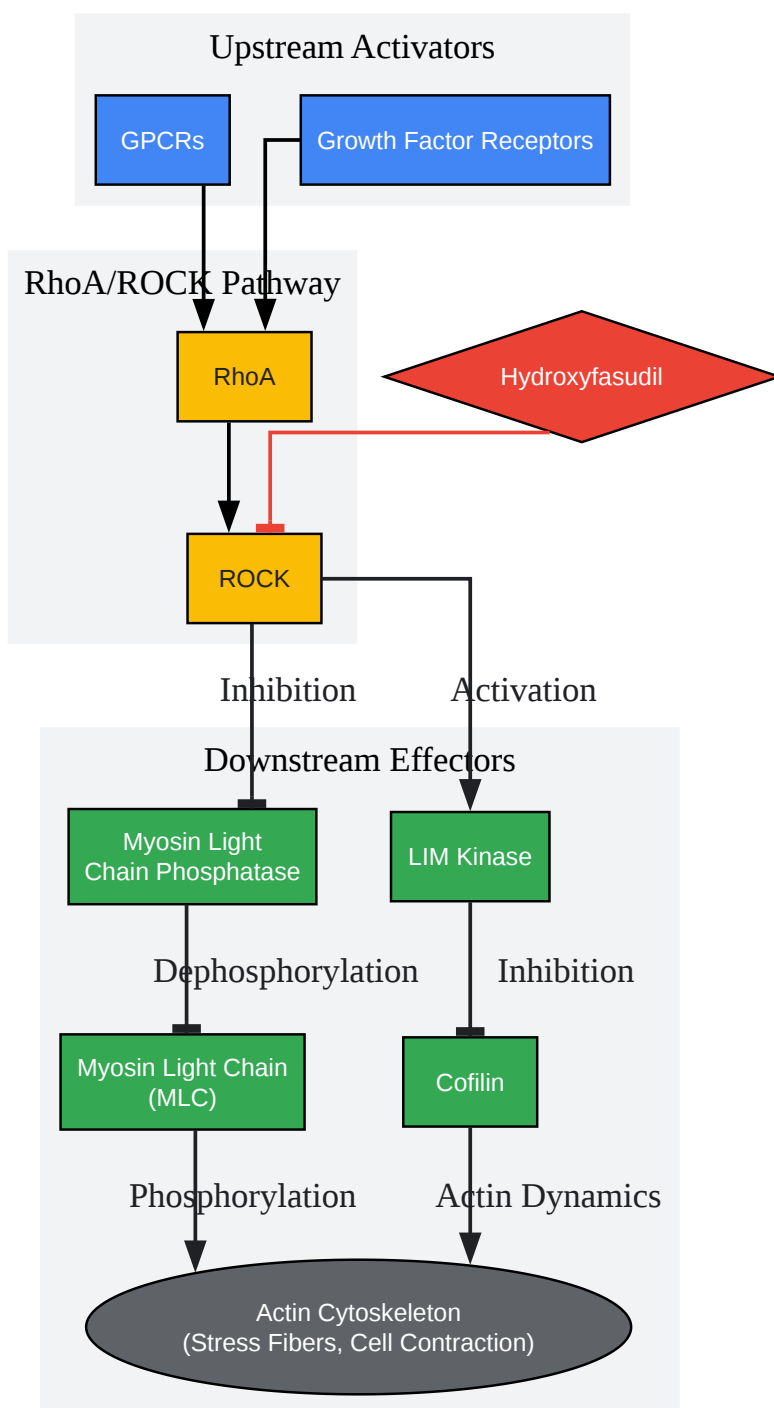 Upstream Activators
GPCRs
Growth Factor Receptors
RhoA/ROCK Pathway
RhoA
Hydroxyfasudil
ROCK
Inhibition
Activation
Downstream Effectors
Myosin Light
Chain Phosphatase
LIM Kinase
Dephosphorylation
Inhibition
Myosin Light Chain
(MLC)
Cofilin
Phosphorylation
Actin Dynamics
Actin Cytoskeleton
(Stress Fibers, Cell Contraction)